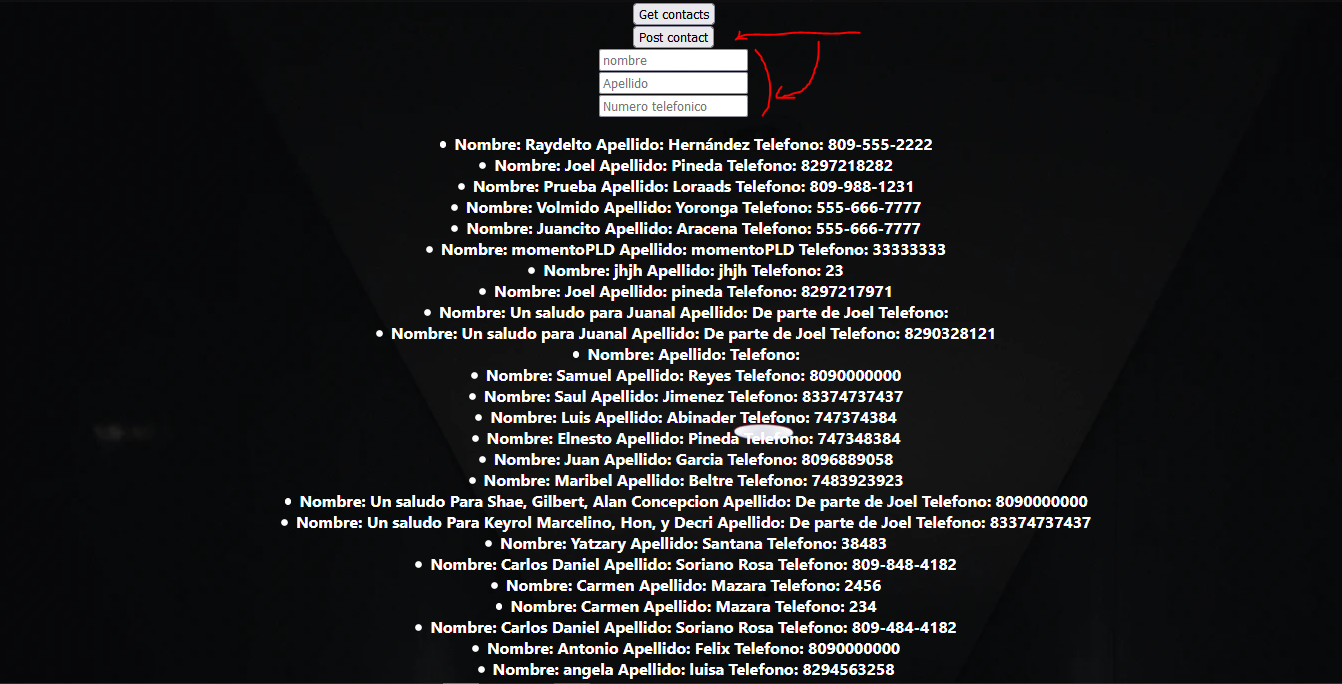 Get contacts
Post contact
nombre
Apellido
Numero telefonico
Nombre: Raydelto Apellido: Hernández Telefono: 809-555-2222
Nombre: Joel Apellido: Pineda Telefono: 8297218282
Nombre: Prueba Apellido: Loraads Telefono: 809-988-1231
Nombre: Volmido Apellido: Yoronga Telefono: 555-666-7777
Nombre: Juancito Apellido: Aracena Telefono: 555-666-7777
Nombre: momentoPLD Apellido: momentoPLD Telefono: 33333333
Nombre: jhjh Apellido: jhjh Telefono: 23
Nombre: Joel Apellido: pineda Telefono: 8297217971
Nombre: Un saludo para Juanal Apellido: De parte de Joel Telefono:
Nombre: Un saludo para Juanal Apellido: De parte de Joel Telefono: 8290328121
Nombre: Apellido: Telefono:
Nombre: Samuel Apellido: Reyes Telefono: 8090000000
Nombre: Saul Apellido: Jimenez Telefono: 83374737437
Nombre: Luis Apellido: Abinader Telefono: 747374384
Nombre: Elnesto Apellido: Pineda Telefono: 747348384
Nombre: Juan Apellido: Garcia Telefono: 8096889058
Nombre: Maribel Apellido: Beltre Telefono: 7483923923
Nombre: Un saludo Para Shae, Gilbert, Alan Concepcion Apellido: De parte de Joel Telefono: 8090000000
Nombre: Un saludo Para Keyrol Marcelino, Hon, y Decri Apellido: De parte de Joel Telefono: 83374737437
Nombre: Yatzary Apellido: Santana Telefono: 38483
Nombre: Carlos Daniel Apellido: Soriano Rosa Telefono: 809-848-4182
Nombre: Carmen Apellido: Mazara Telefono: 2456
Nombre: Carmen Apellido: Mazara Telefono: 234
Nombre: Carlos Daniel Apellido: Soriano Rosa Telefono: 809-484-4182
Nombre: Antonio Apellido: Felix Telefono: 8090000000
Nombre: angela Apellido: luisa Telefono: 8294563258